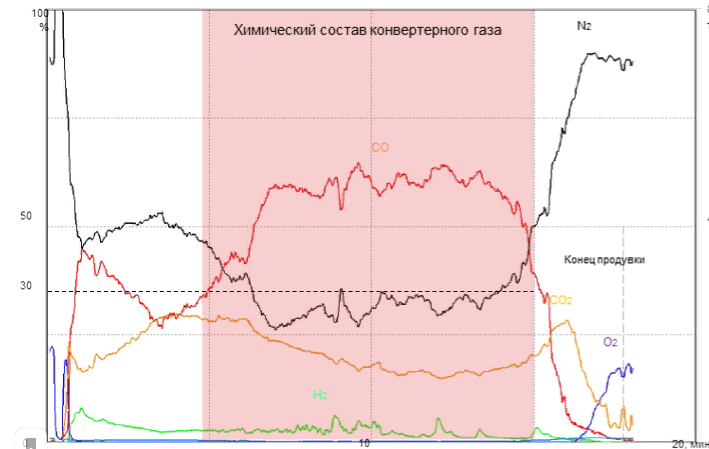 100
%
Химический состав конвертерного газа
N2
CO
50
Конец продувки
30
CO2
O2
H2
10
20, мин